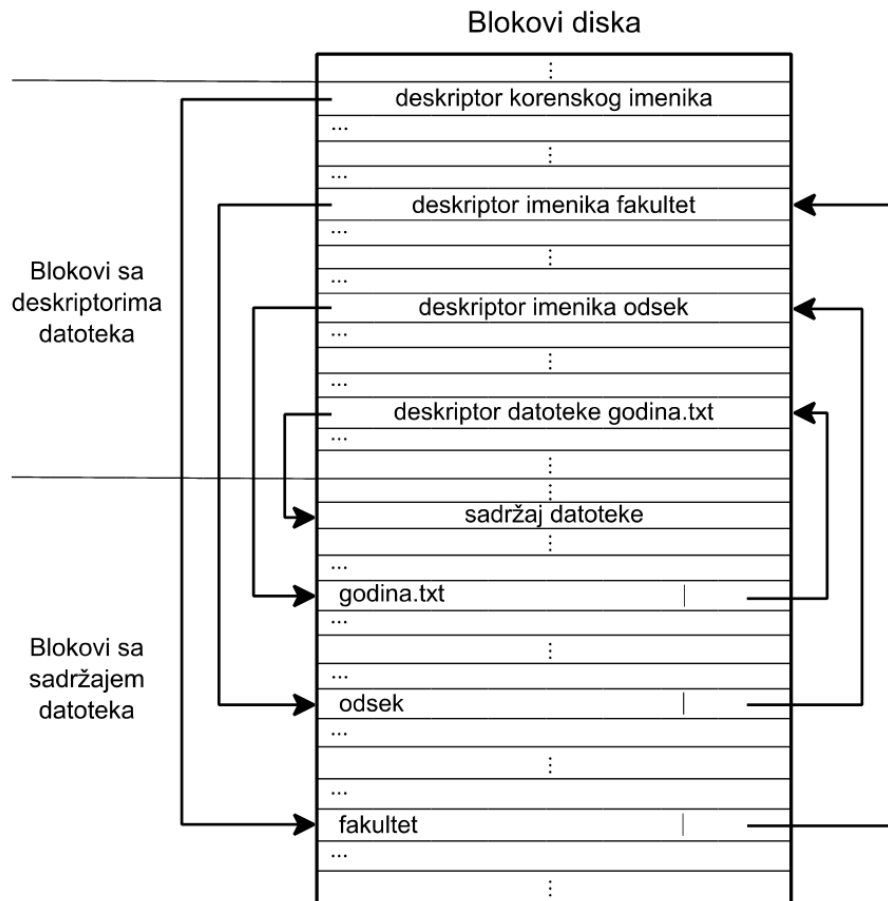 Blokovi diska
⋮
deskriptor korenskog imenika
...
⋮
...
deskriptor imenika fakultet
...
⋮
...
deskriptor imenika odsek
...
⋮
...
deskriptor datoteke godina.txt
...
⋮
Blokovi sa
deskriptorima
datoteka
⋮
sadržaj datoteke
⋮
...
godina.txt |
...
⋮
...
odsek |
...
⋮
...
fakultet |
...
⋮
Blokovi sa
sadržajem
datoteka